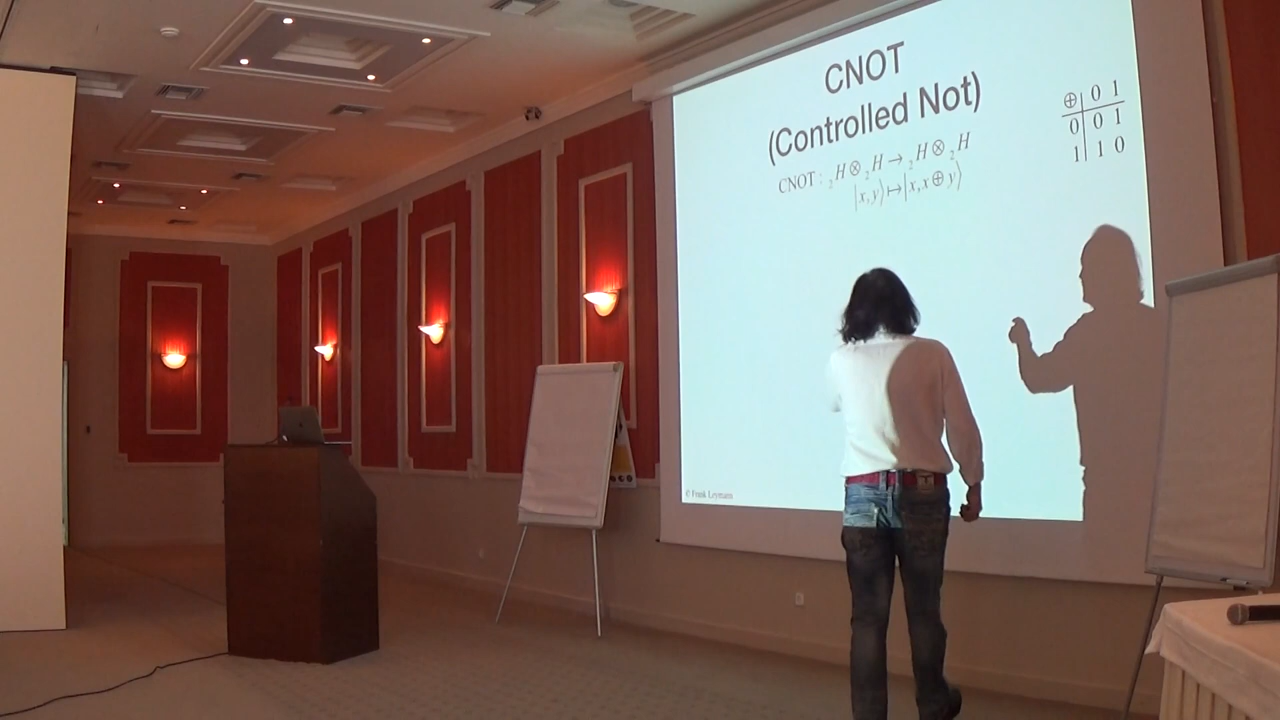 CNOT
(Controlled Not)
CNOT : ₂H ⊗ ₂H → ₂H ⊗ ₂H
|x, y⟩ ↦ |x, x ⊕ y⟩
⊕ 0 1
0 0 1
1 1 0
© Frank Leymann